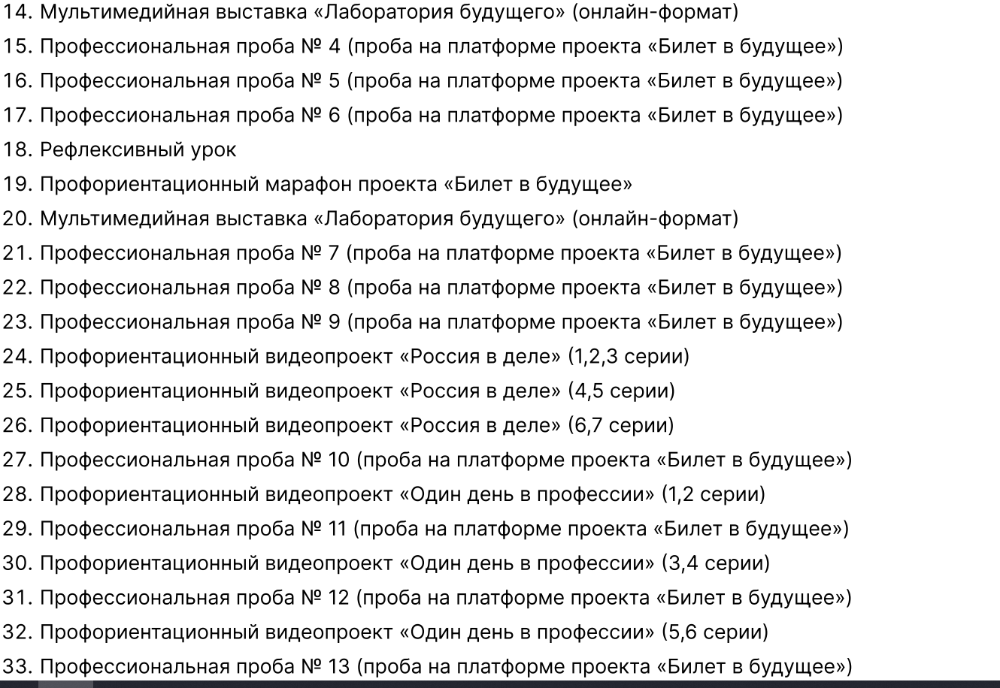 14. Мультимедийная выставка «Лаборатория будущего» (онлайн-формат)
15. Профессиональная проба № 4 (проба на платформе проекта «Билет в будущее»)
16. Профессиональная проба № 5 (проба на платформе проекта «Билет в будущее»)
17. Профессиональная проба № 6 (проба на платформе проекта «Билет в будущее»)
18. Рефлексивный урок
19. Профориентационный марафон проекта «Билет в будущее»
20. Мультимедийная выставка «Лаборатория будущего» (онлайн-формат)
21. Профессиональная проба № 7 (проба на платформе проекта «Билет в будущее»)
22. Профессиональная проба № 8 (проба на платформе проекта «Билет в будущее»)
23. Профессиональная проба № 9 (проба на платформе проекта «Билет в будущее»)
24. Профориентационный видеопроект «Россия в деле» (1,2,3 серии)
25. Профориентационный видеопроект «Россия в деле» (4,5 серии)
26. Профориентационный видеопроект «Россия в деле» (6,7 серии)
27. Профессиональная проба № 10 (проба на платформе проекта «Билет в будущее»)
28. Профориентационный видеопроект «Один день в профессии» (1,2 серии)
29. Профессиональная проба № 11 (проба на платформе проекта «Билет в будущее»)
30. Профориентационный видеопроект «Один день в профессии» (3,4 серии)
31. Профессиональная проба № 12 (проба на платформе проекта «Билет в будущее»)
32. Профориентационный видеопроект «Один день в профессии» (5,6 серии)
33. Профессиональная проба № 13 (проба на платформе проекта «Билет в будущее»)